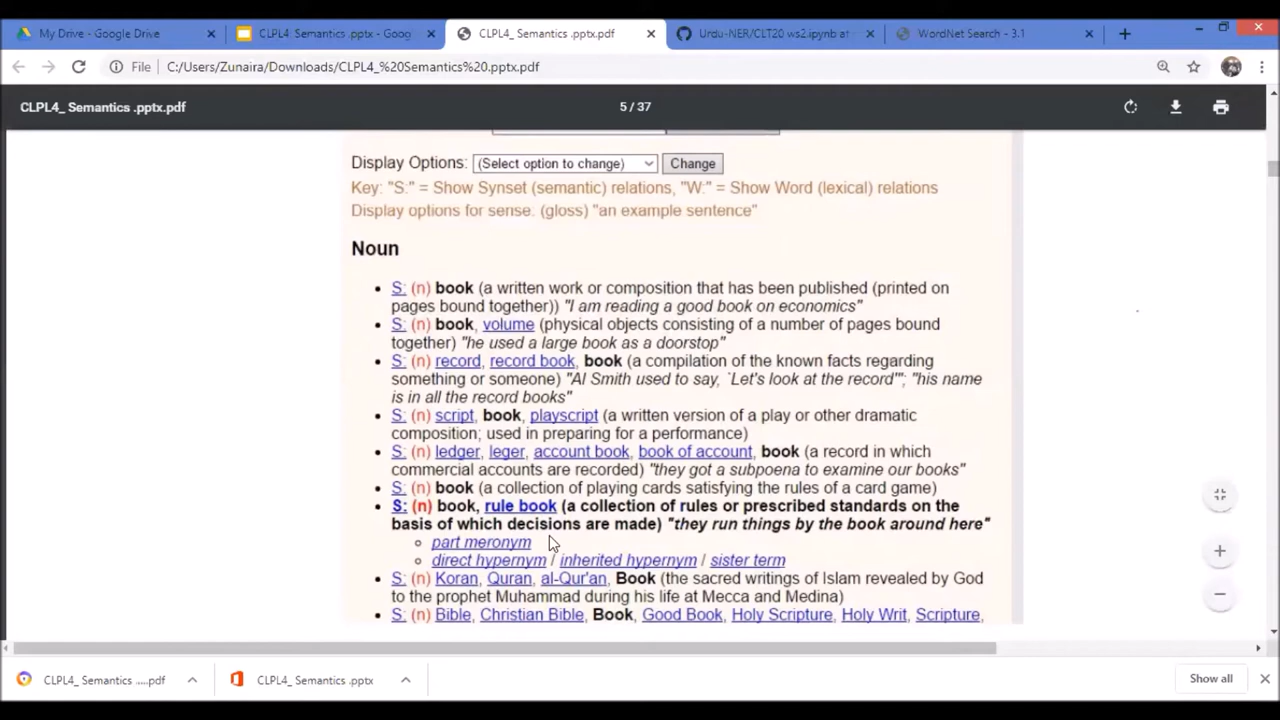 My Drive - Google Drive
CLPL4_ Semantics .pptx - Goog
CLPL4_ Semantics .pptx.pdf
Urdu-NER/CLT20 ws2.ipynb at
WordNet Search - 3.1
File C:/Users/Zunaira/Downloads/CLPL4_%20Semantics%20.pptx.pdf
CLPL4_ Semantics .pptx.pdf 5 / 37
Display Options: (Select option to change) Change
Key: "S:" = Show Synset (semantic) relations, "W:" = Show Word (lexical) relations
Display options for sense: (gloss) "an example sentence"
Noun
• S: (n) book (a written work or composition that has been published (printed on
pages bound together)) "I am reading a good book on economics"
• S: (n) book, volume (physical objects consisting of a number of pages bound
together) "he used a large book as a doorstop"
• S: (n) record, record book, book (a compilation of the known facts regarding
something or someone) "Al Smith used to say, `Let's look at the record'"; "his name
is in all the record books"
• S: (n) script, book, playscript (a written version of a play or other dramatic
composition; used in preparing for a performance)
• S: (n) ledger, leger, account book, book of account, book (a record in which
commercial accounts are recorded) "they got a subpoena to examine our books"
• S: (n) book (a collection of playing cards satisfying the rules of a card game)
• S: (n) book, rule book (a collection of rules or prescribed standards on the
basis of which decisions are made) "they run things by the book around here"
○ part meronym
○ direct hypernym / inherited hypernym / sister term
• S: (n) Koran, Quran, al-Qur'an, Book (the sacred writings of Islam revealed by God
to the prophet Muhammad during his life at Mecca and Medina)
• S: (n) Bible, Christian Bible, Book, Good Book, Holy Scripture, Holy Writ, Scripture,
CLPL4_ Semantics .....pdf
CLPL4_ Semantics .pptx
Show all